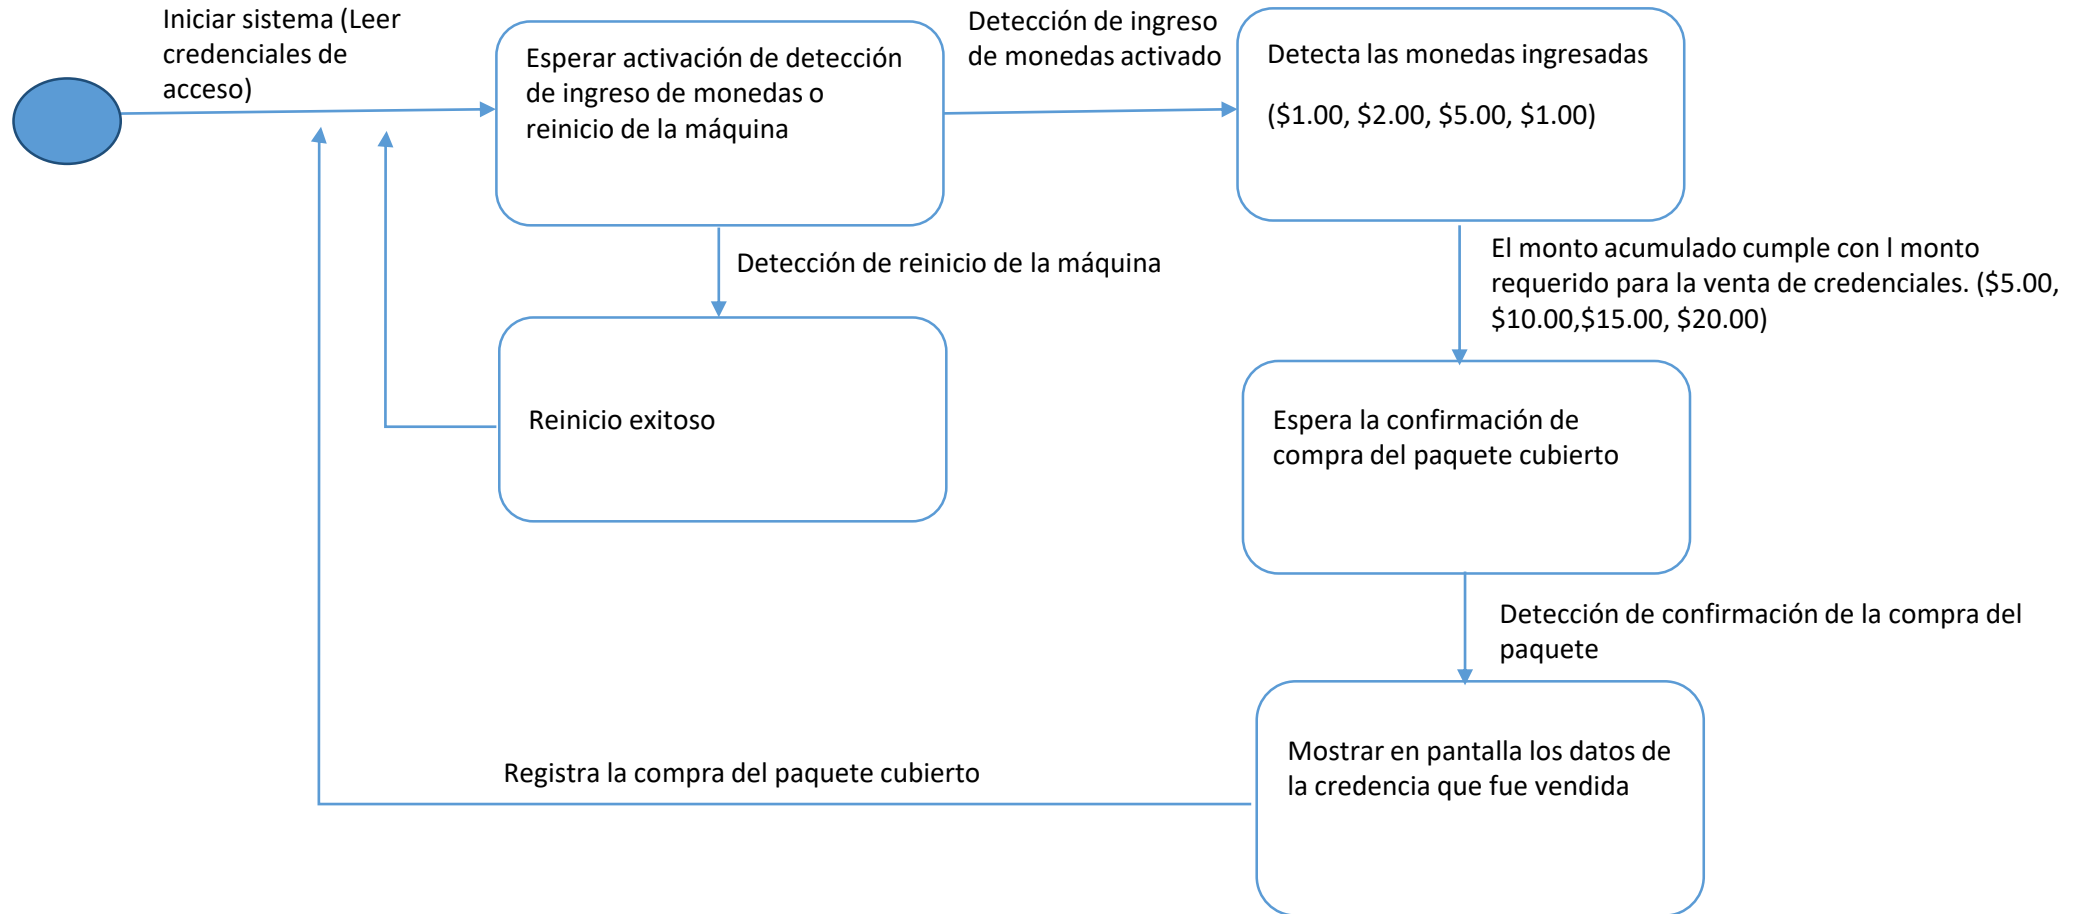 Iniciar sistema (Leer
credenciales de
acceso)
Esperar activación de detección
de ingreso de monedas o
reinicio de la máquina
Detección de ingreso
de monedas activado
Detecta las monedas ingresadas
($1.00, $2.00, $5.00, $1.00)
Detección de reinicio de la máquina
El monto acumulado cumple con l monto
requerido para la venta de credenciales. ($5.00,
$10.00,$15.00, $20.00)
Reinicio exitoso
Espera la confirmación de
compra del paquete cubierto
Detección de confirmación de la compra del
paquete
Registra la compra del paquete cubierto
Mostrar en pantalla los datos de
la credencia que fue vendida